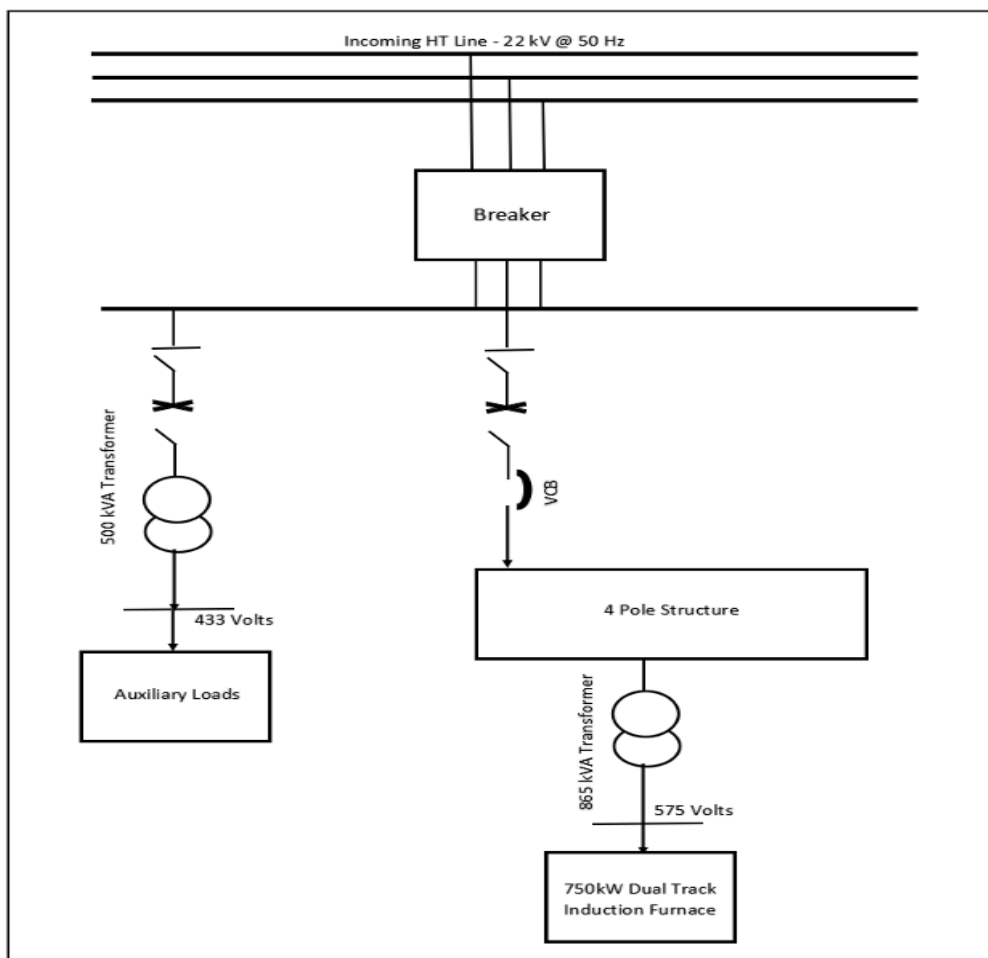 Incoming HT Line - 22 kV @ 50 Hz
Breaker
500 kVA Transformer
VCB
433 Volts
Auxiliary Loads
4 Pole Structure
865 kVA Transformer
575 Volts
750kW Dual Track
Induction Furnace